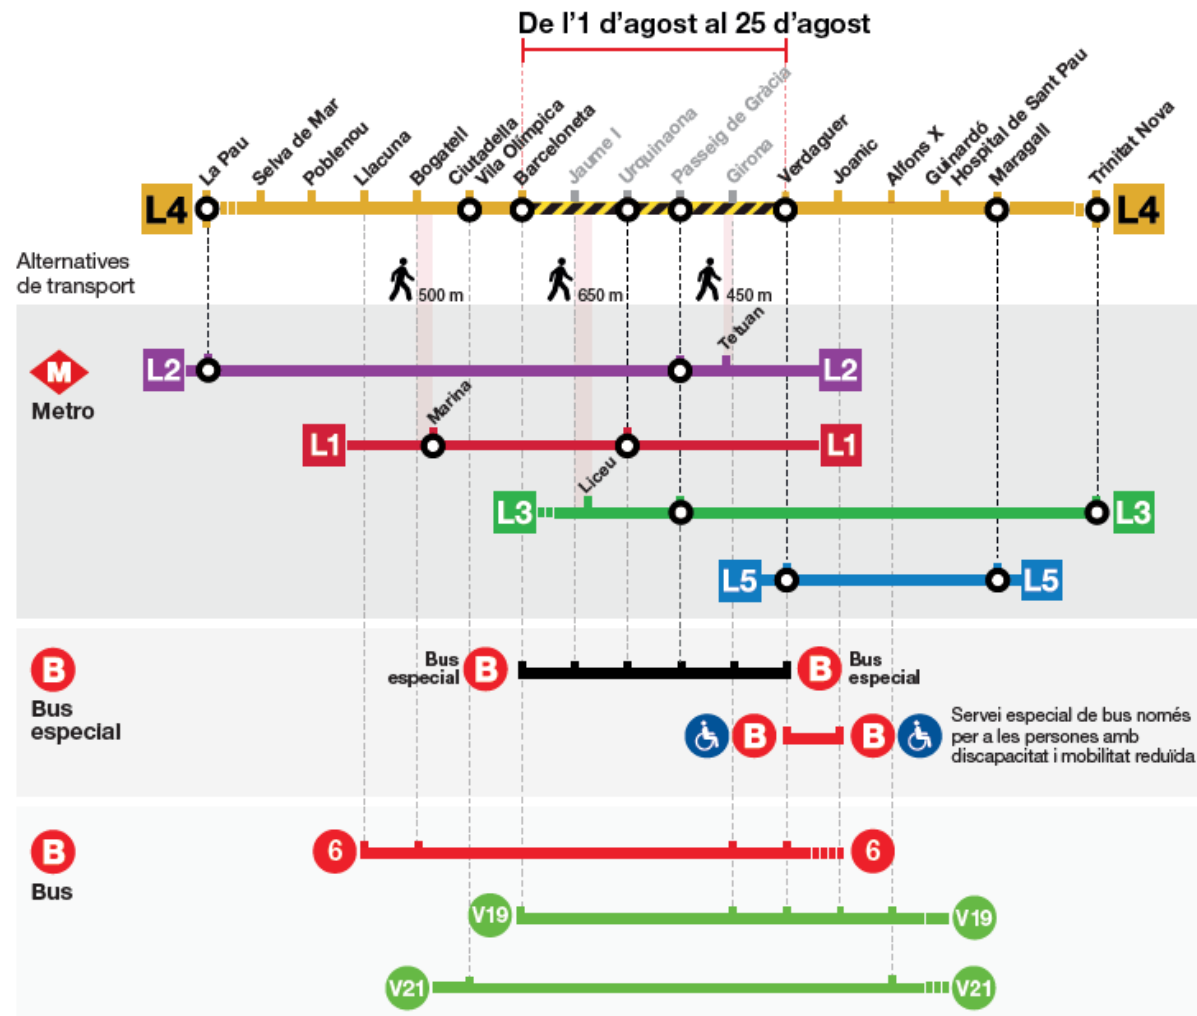 De l'1 d'agost al 25 d'agost
La Pau
Selva de Mar
Poblenou
Llacuna
Bogatell
Ciutadella
Vila Olímpica
Barceloneta
Jaume I
Urquinaona
Passeig de Gràcia
Girona
Verdaguer
Joanic
Alfons X
Guinardó
Hospital de Sant Pau
Maragall
Trinitat Nova
L4
L4
Alternatives
de transport
500 m
650 m
450 m
M
Metro
L2
Tetuan
L2
L1
Marina
L1
L3
Liceu
L3
L5
L5
B
Bus
especial
Bus
especial
B
B
Bus
especial
B
B
Servei especial de bus només
per a les persones amb
discapacitat i mobilitat reduïda
B
Bus
6
6
V19
V19
V21
V21